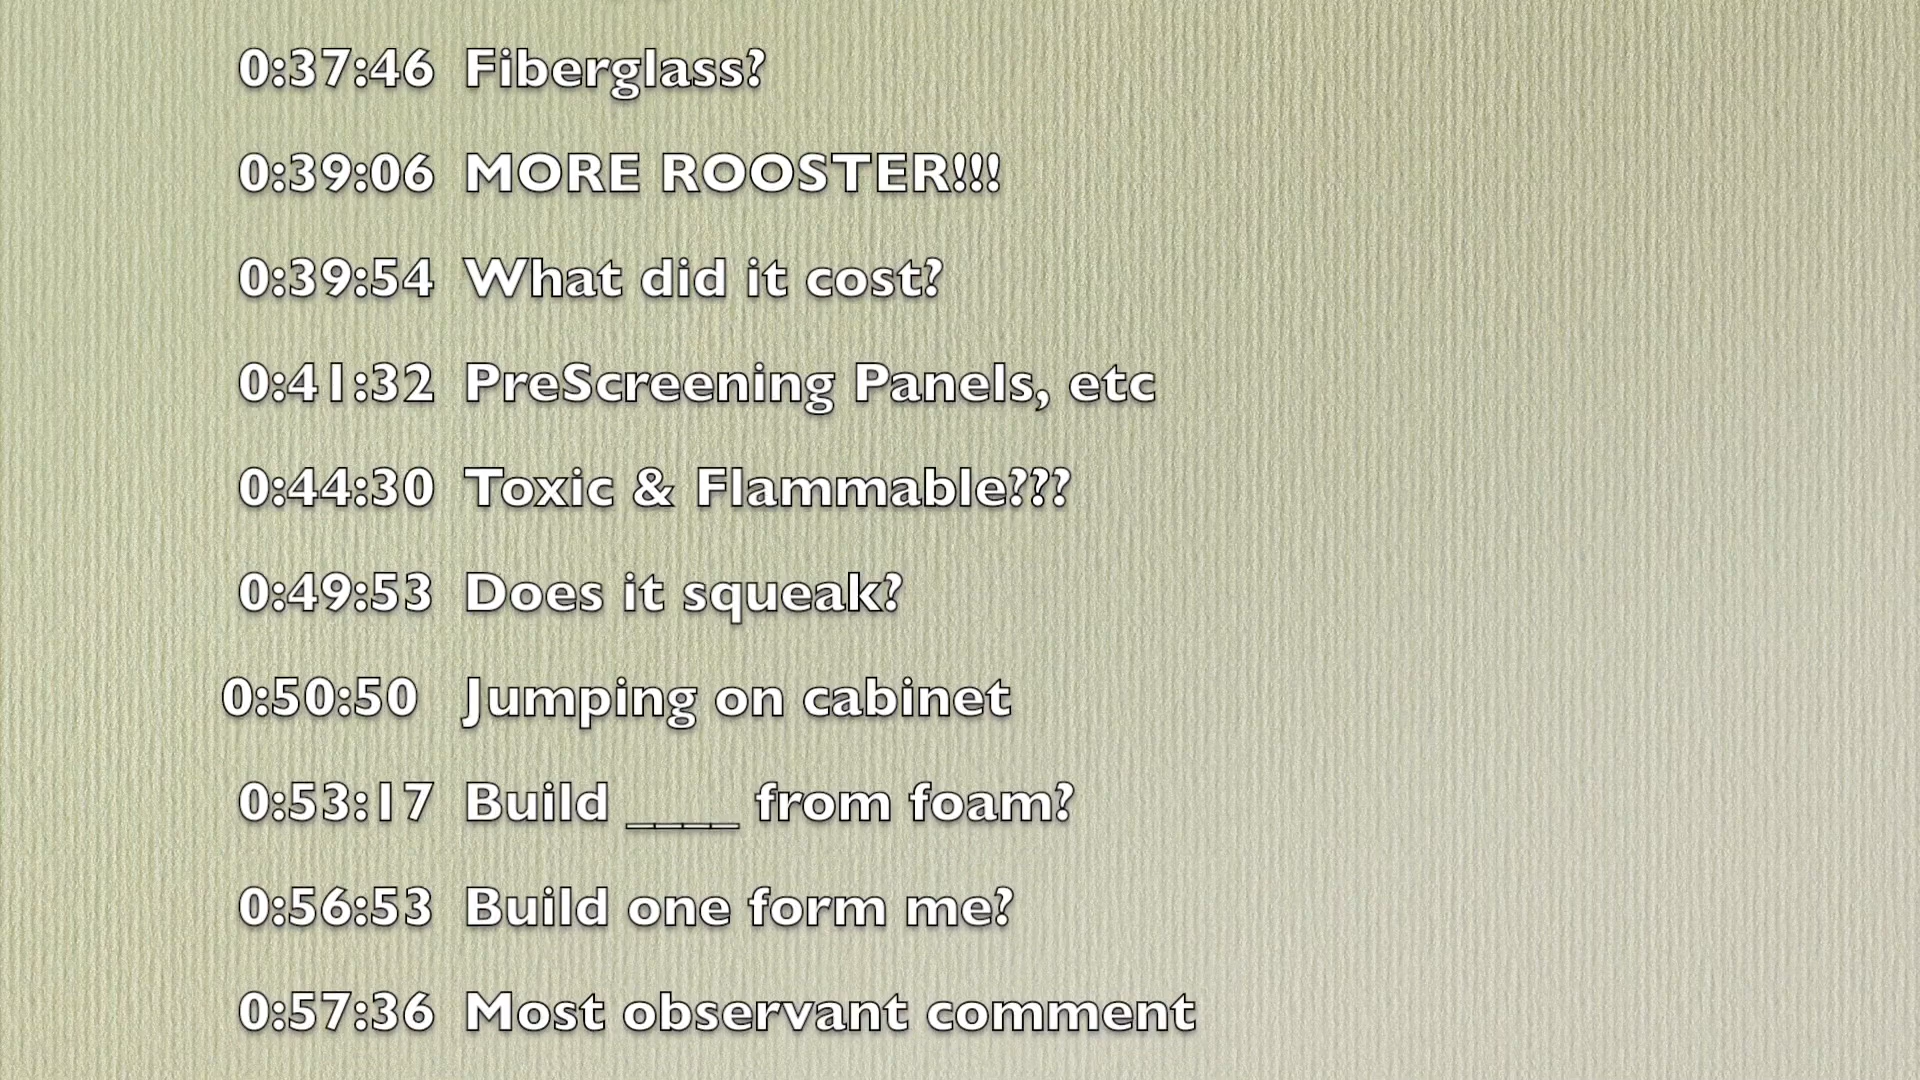 0:37:46 Fiberglass?
0:39:06 MORE ROOSTER!!!
0:39:54 What did it cost?
0:41:32 PreScreening Panels, etc
0:44:30 Toxic & Flammable???
0:49:53 Does it squeak?
0:50:50 Jumping on cabinet
0:53:17 Build ____ from foam?
0:56:53 Build one form me?
0:57:36 Most observant comment